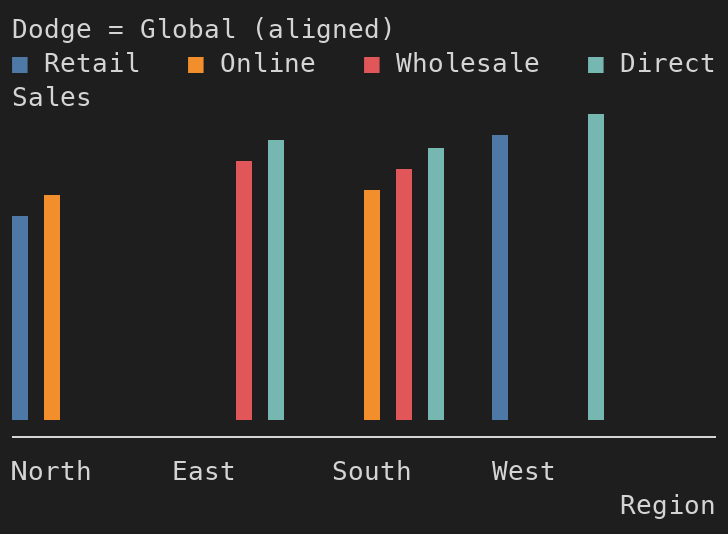 Dodge = Global (aligned)
Retail Online Wholesale Direct
Sales
North East South West
Region